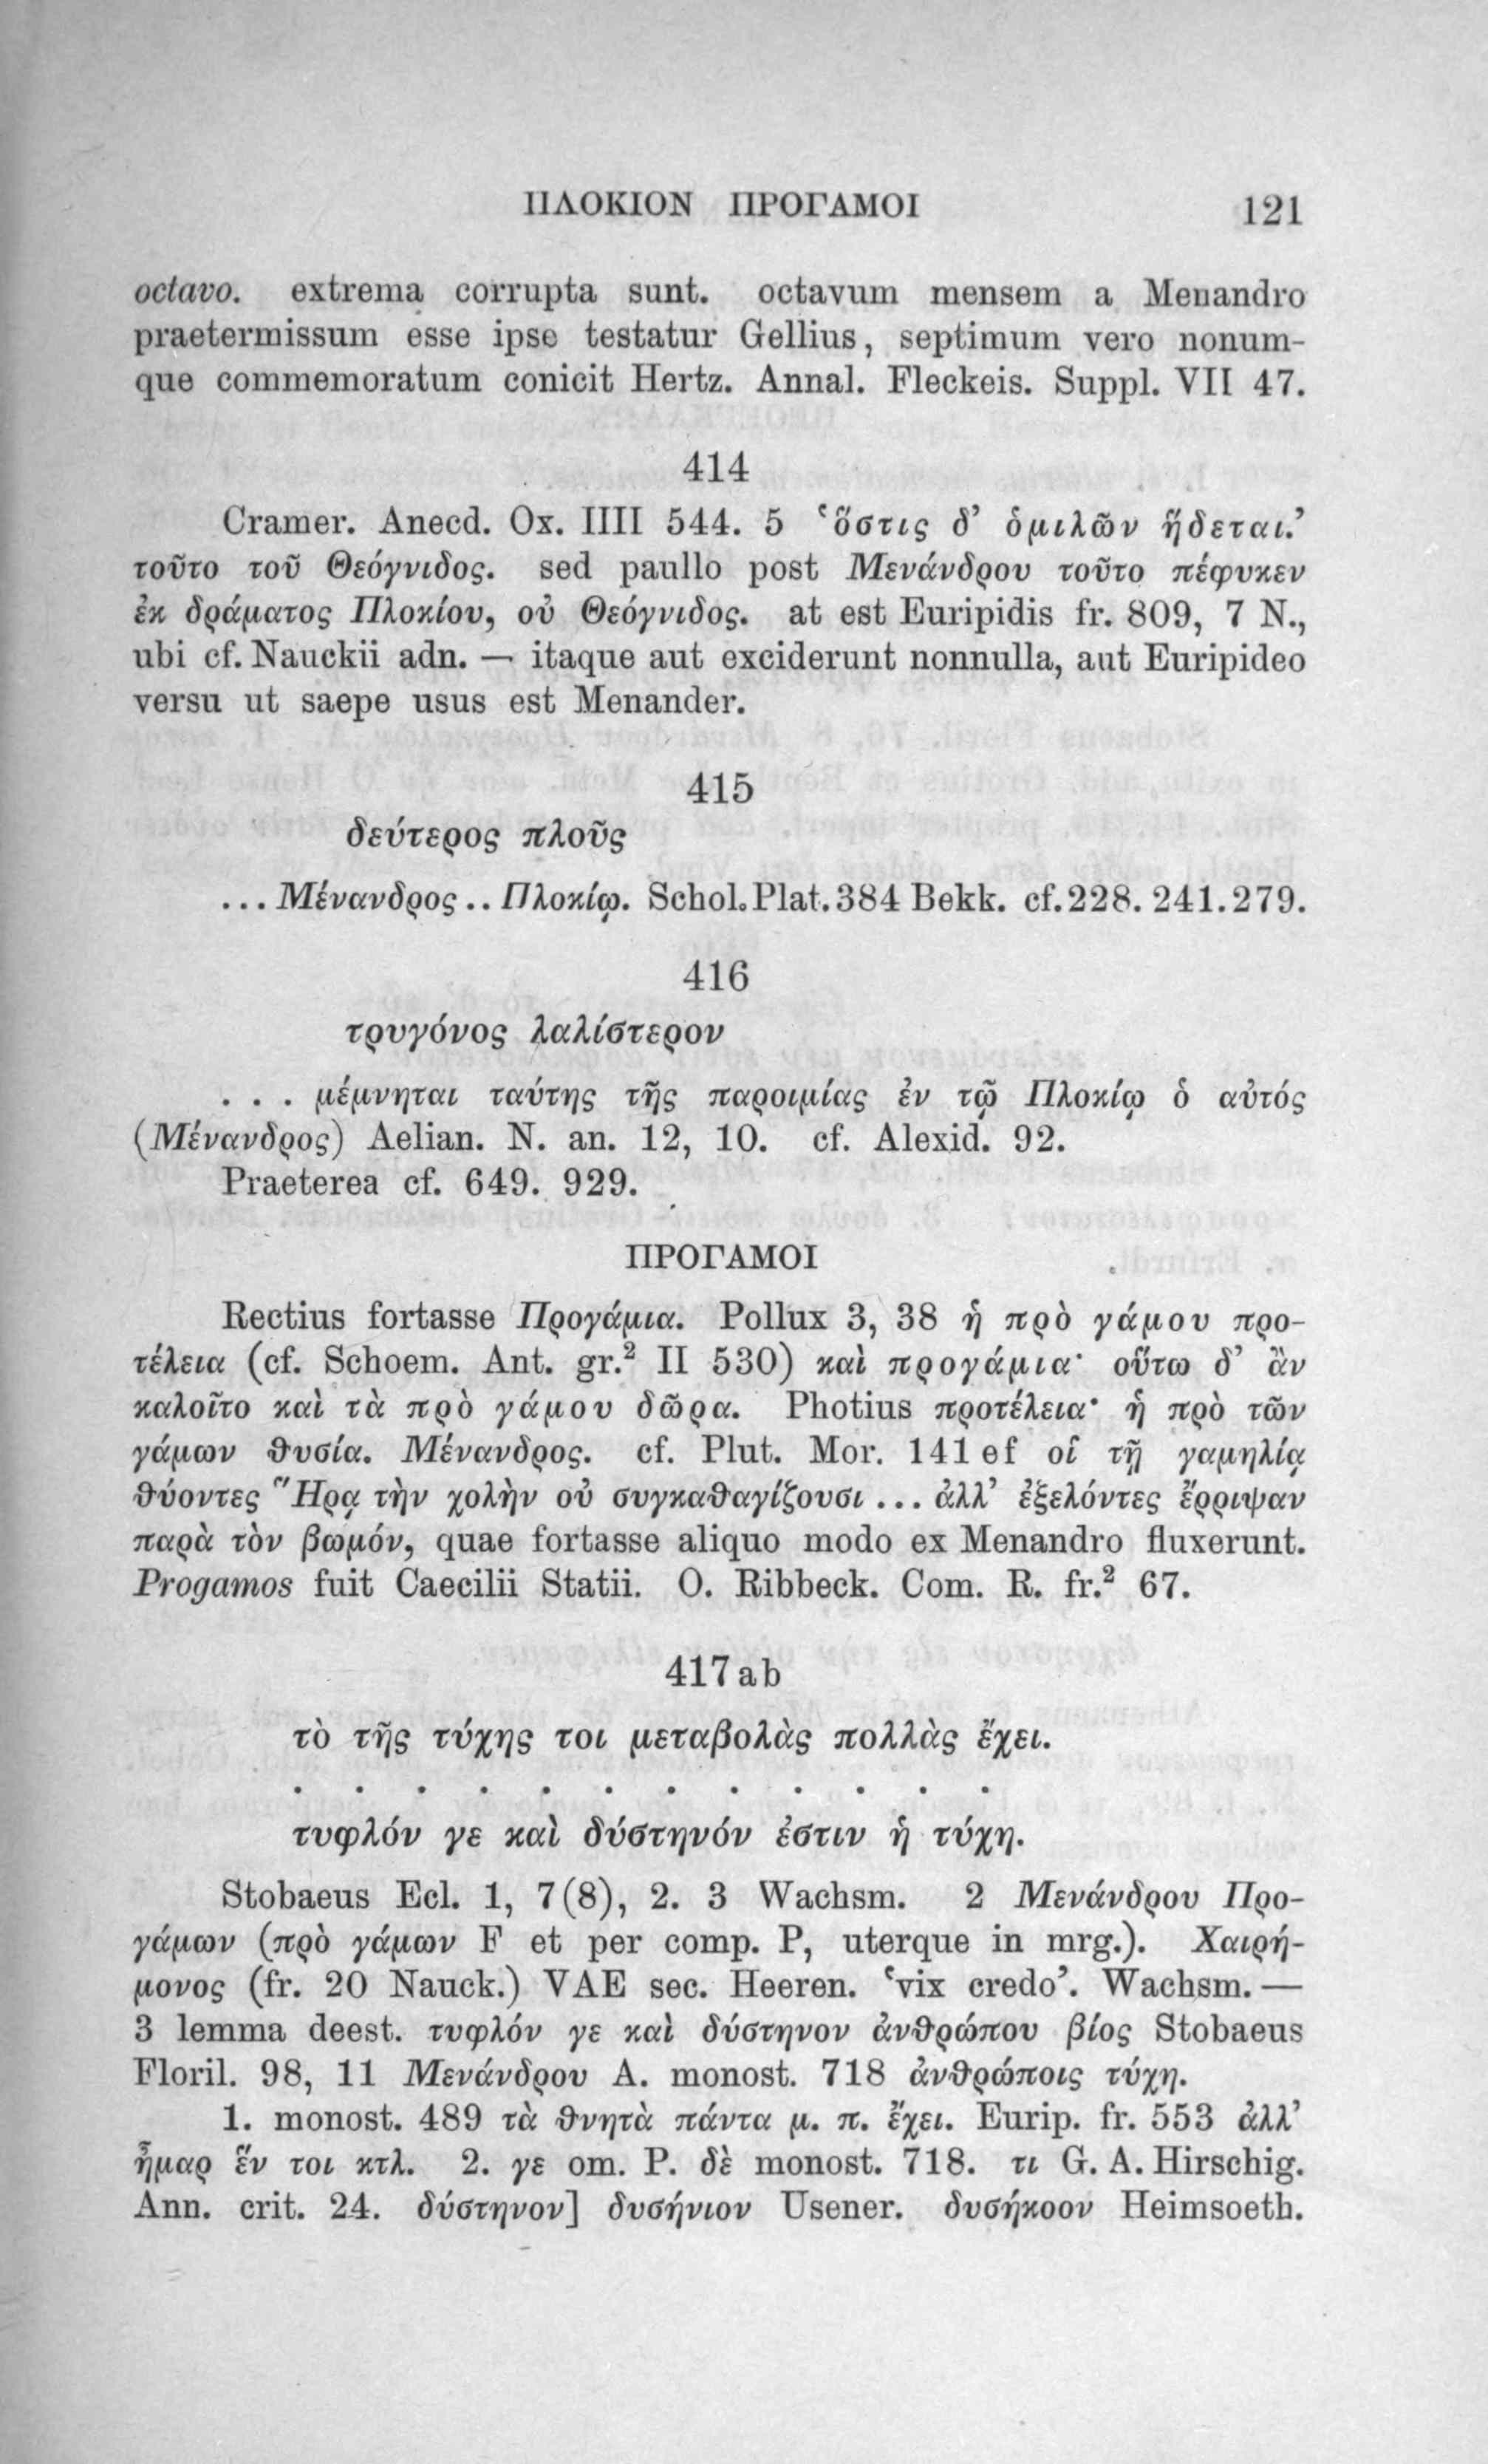 ΠΛΟΚΙΟΝ ΠΡΟΓΑΜΟΙ 121
octavo. extrema corrupta sunt. octavum mensem a Menandro
praetermissum esse ipse testatur Gellius, septimum vero nonum-
que commemoratum conicit Hertz. Annal. Fleckeis. Suppl. VII 47.
414
Cramer. Anecd. Ox. IIII 544. 5 ‘ὅστις δ’ ὁμιλῶν ἥδεται.’
τοῦτο τοῦ Θεόγνιδος. sed paullo post Μενάνδρου τοῦτο πέφυκεν
ἐκ δράματος Πλοκίου, οὐ Θεόγνιδος. at est Euripidis fr. 809, 7 N.,
ubi cf. Nauckii adn. — itaque aut exciderunt nonnulla, aut Euripideo
versu ut saepe usus est Menander.
415
δεύτερος πλοῦς
... Μένανδρος .. Πλοκίῳ. Schol. Plat. 384 Bekk. cf. 228. 241. 279.
416
τρυγόνος λαλίστερον
. . . μέμνηται ταύτης τῆς παροιμίας ἐν τῷ Πλοκίῳ ὁ αὐτός
(Μένανδρος) Aelian. N. an. 12, 10. cf. Alexid. 92.
Praeterea cf. 649. 929.
ΠΡΟΓΑΜΟΙ
Rectius fortasse Προγάμια. Pollux 3, 38 ἡ πρὸ γάμου προ-
τέλεια (cf. Schoem. Ant. gr.² II 530) καὶ προγάμια· οὕτω δ’ ἂν
καλοῖτο καὶ τὰ πρὸ γάμου δῶρα. Photius προτέλεια· ἡ πρὸ τῶν
γάμων θυσία. Μένανδρος. cf. Plut. Mor. 141 ef οἱ τῇ γαμηλίᾳ
θύοντες Ἥρᾳ τὴν χολὴν οὐ συγκαθαγίζουσι ... ἀλλ’ ἐξελόντες ἔρριψαν
παρὰ τὸν βωμόν, quae fortasse aliquo modo ex Menandro fluxerunt.
Progamos fuit Caecilii Statii. O. Ribbeck. Com. R. fr.² 67.
417ab
τὸ τῆς τύχης τοι μεταβολὰς πολλὰς ἔχει.
. . . . . . . . . . . .
τυφλόν γε καὶ δύστηνόν ἐστιν ἡ τύχη.
Stobaeus Ecl. 1, 7(8), 2. 3 Wachsm. 2 Μενάνδρου Προ-
γάμων (πρὸ γάμων F et per comp. P, uterque in mrg.). Χαιρή-
μονος (fr. 20 Nauck.) VAE sec. Heeren. ‘vix credo’. Wachsm. —
3 lemma deest. τυφλόν γε καὶ δύστηνον ἀνθρώπου βίος Stobaeus
Floril. 98, 11 Μενάνδρου A. monost. 718 ἀνθρώποις τύχη.
1. monost. 489 τὰ θνητὰ πάντα μ. π. ἔχει. Eurip. fr. 553 ἀλλ’
ἦμαρ ἕν τοι κτλ. 2. γε om. P. δὲ monost. 718. τι G. A. Hirschig.
Ann. crit. 24. δύστηνον] δυσήνιον Usener. δυσήκοον Heimsoeth.